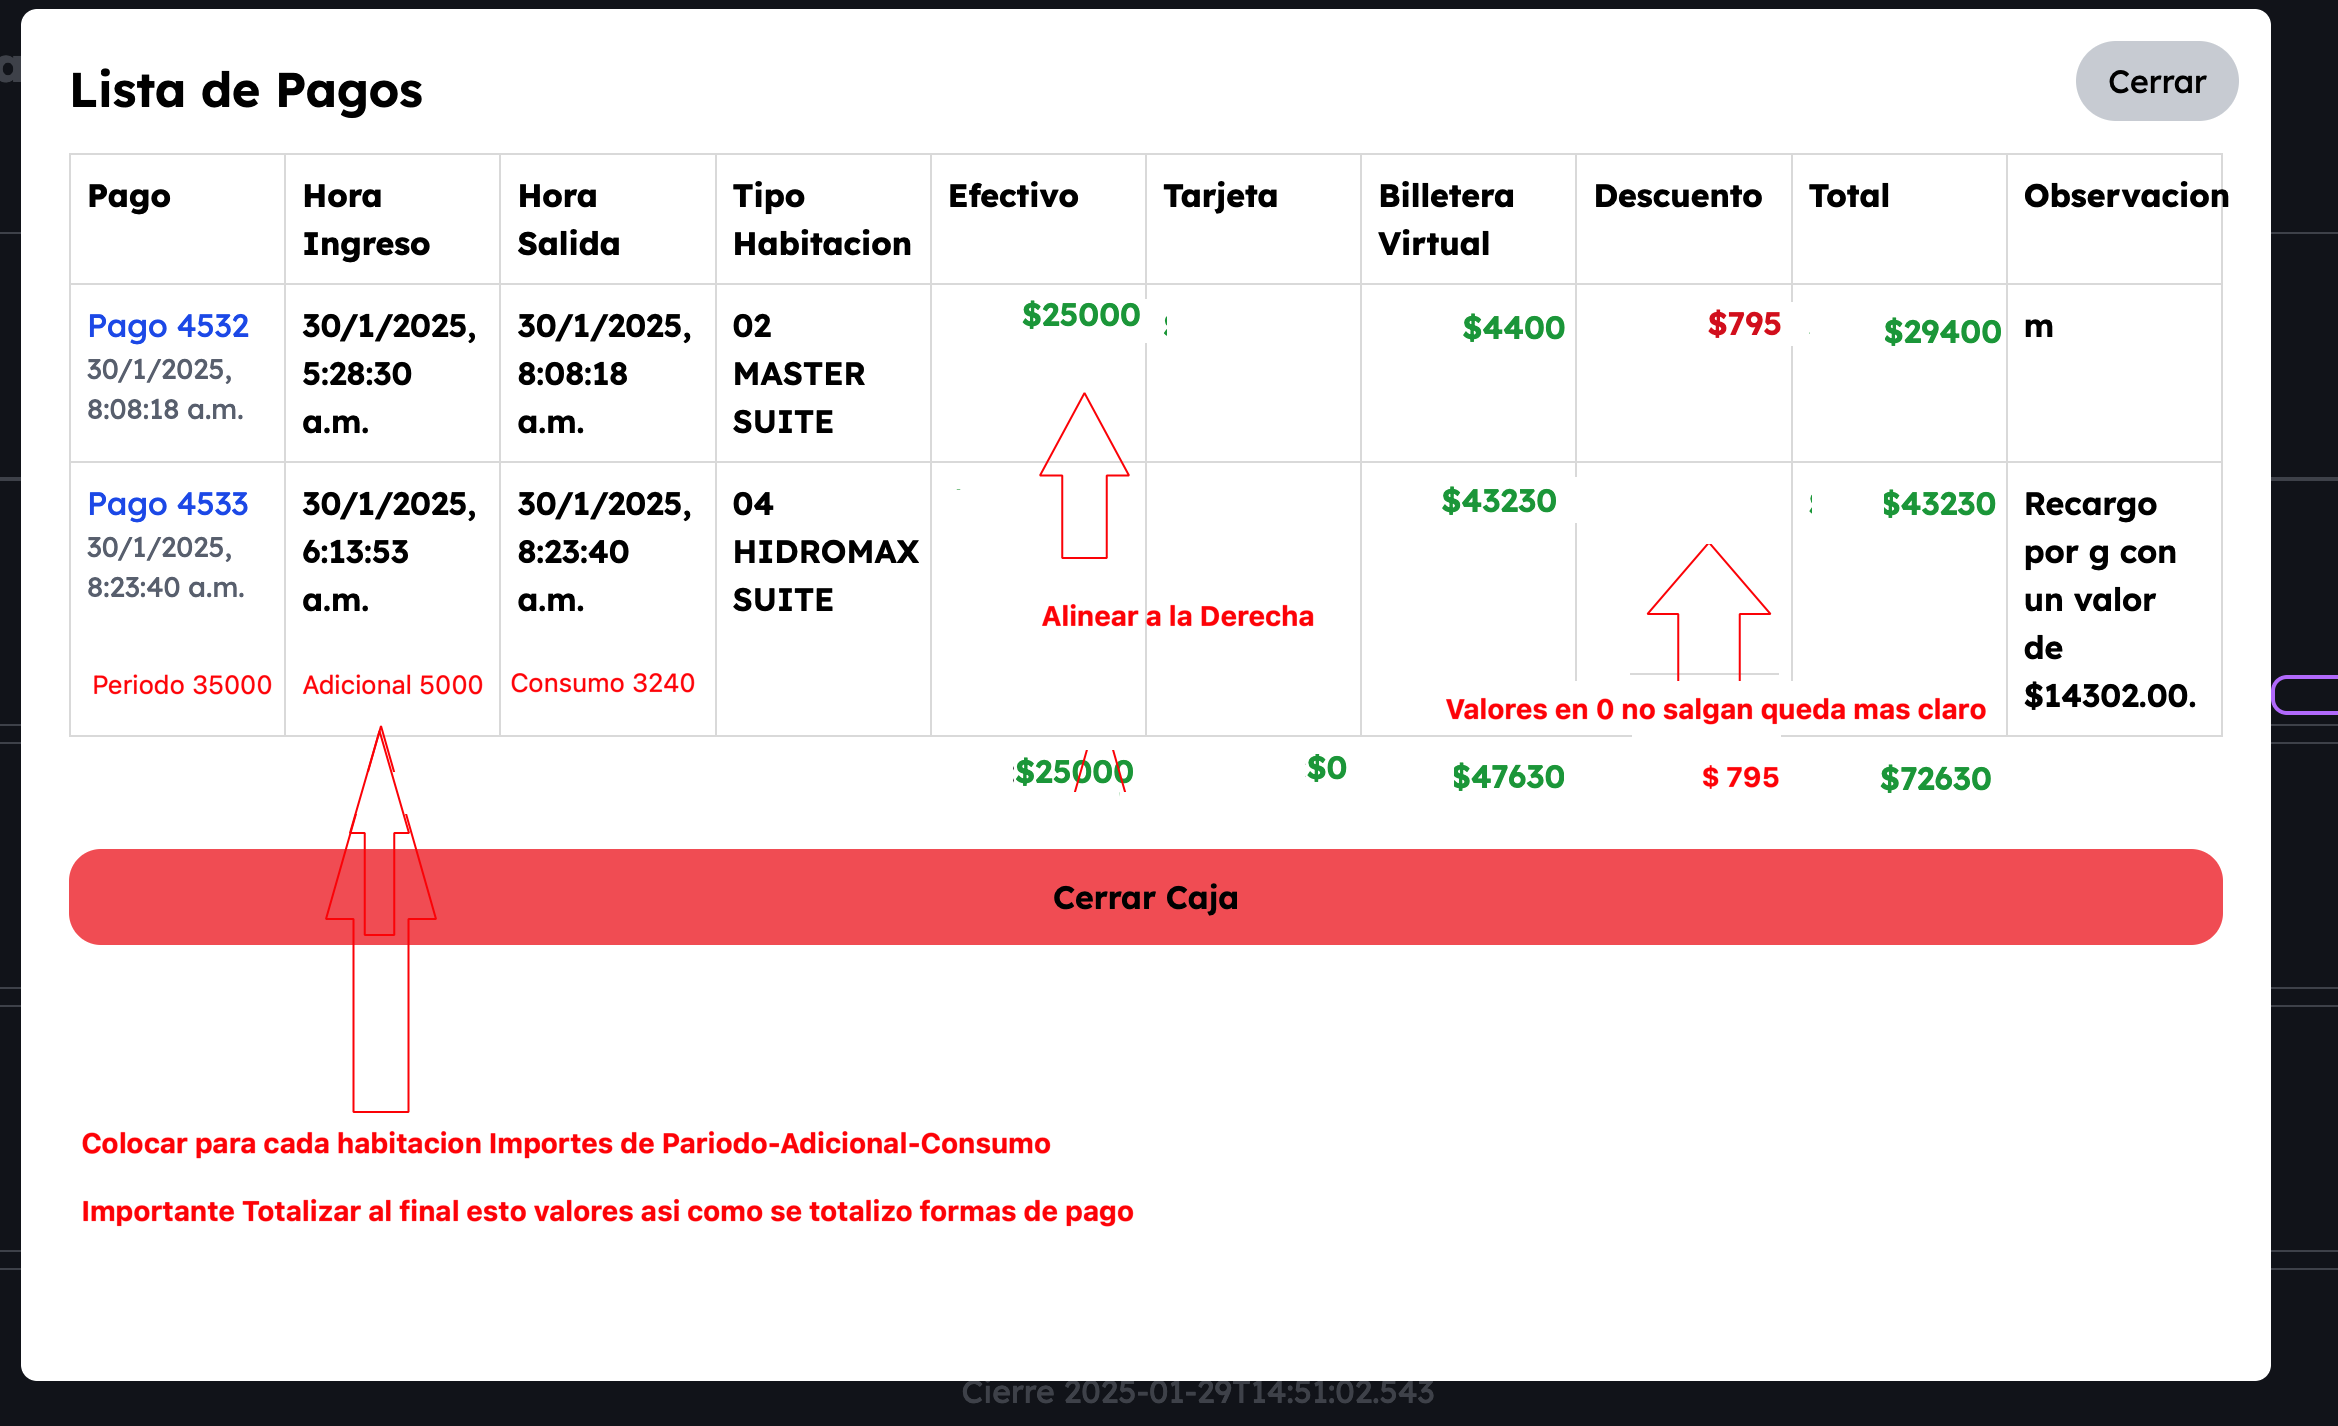 Lista de Pagos
Cerrar
Pago
Hora
Ingreso
Hora
Salida
Tipo
Habitacion
Efectivo
Tarjeta
Billetera
Virtual
Descuento
Total
Observacion
Pago 4532
30/1/2025,
8:08:18 a.m.
30/1/2025,
5:28:30
a.m.
30/1/2025,
8:08:18
a.m.
02
MASTER
SUITE
$25000
$4400
$795
$29400
m
Pago 4533
30/1/2025,
8:23:40 a.m.
30/1/2025,
6:13:53
a.m.
30/1/2025,
8:23:40
a.m.
04
HIDROMAX
SUITE
$43230
$43230
Recargo
por g con
un valor
de
$14302.00.
Alinear a la Derecha
Periodo 35000
Adicional 5000
Consumo 3240
Valores en 0 no salgan queda mas claro
$25000
$0
$47630
$ 795
$72630
Cerrar Caja
Colocar para cada habitacion Importes de Pariodo-Adicional-Consumo
Importante Totalizar al final esto valores asi como se totalizo formas de pago
Cierre 2025-01-29T14:51:02.543